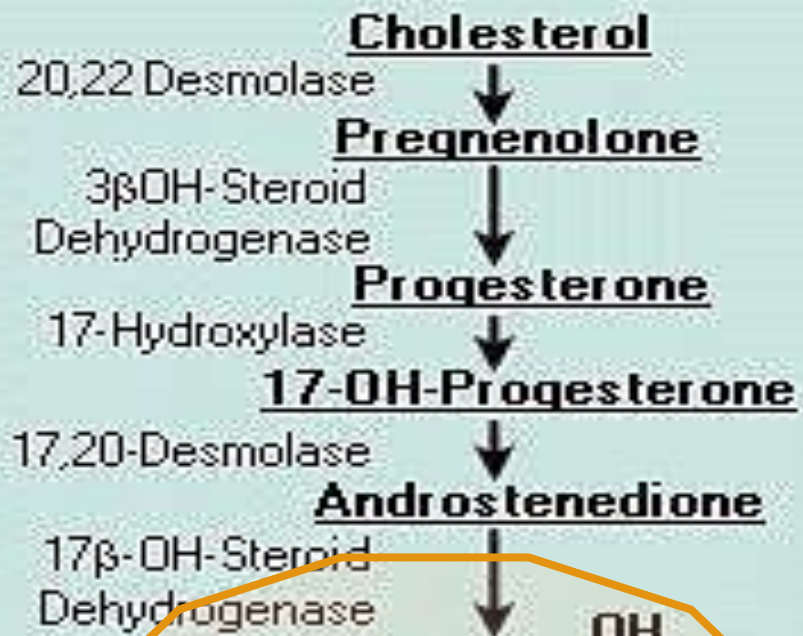 Cholesterol
20,22 Desmolase
Pregnenolone
3βOH-Steroid
Dehydrogenase
Progesterone
17-Hydroxylase
17-OH-Progesterone
17,20-Desmolase
Androstenedione
17β-OH-Steroid
Dehydrogenase
OH